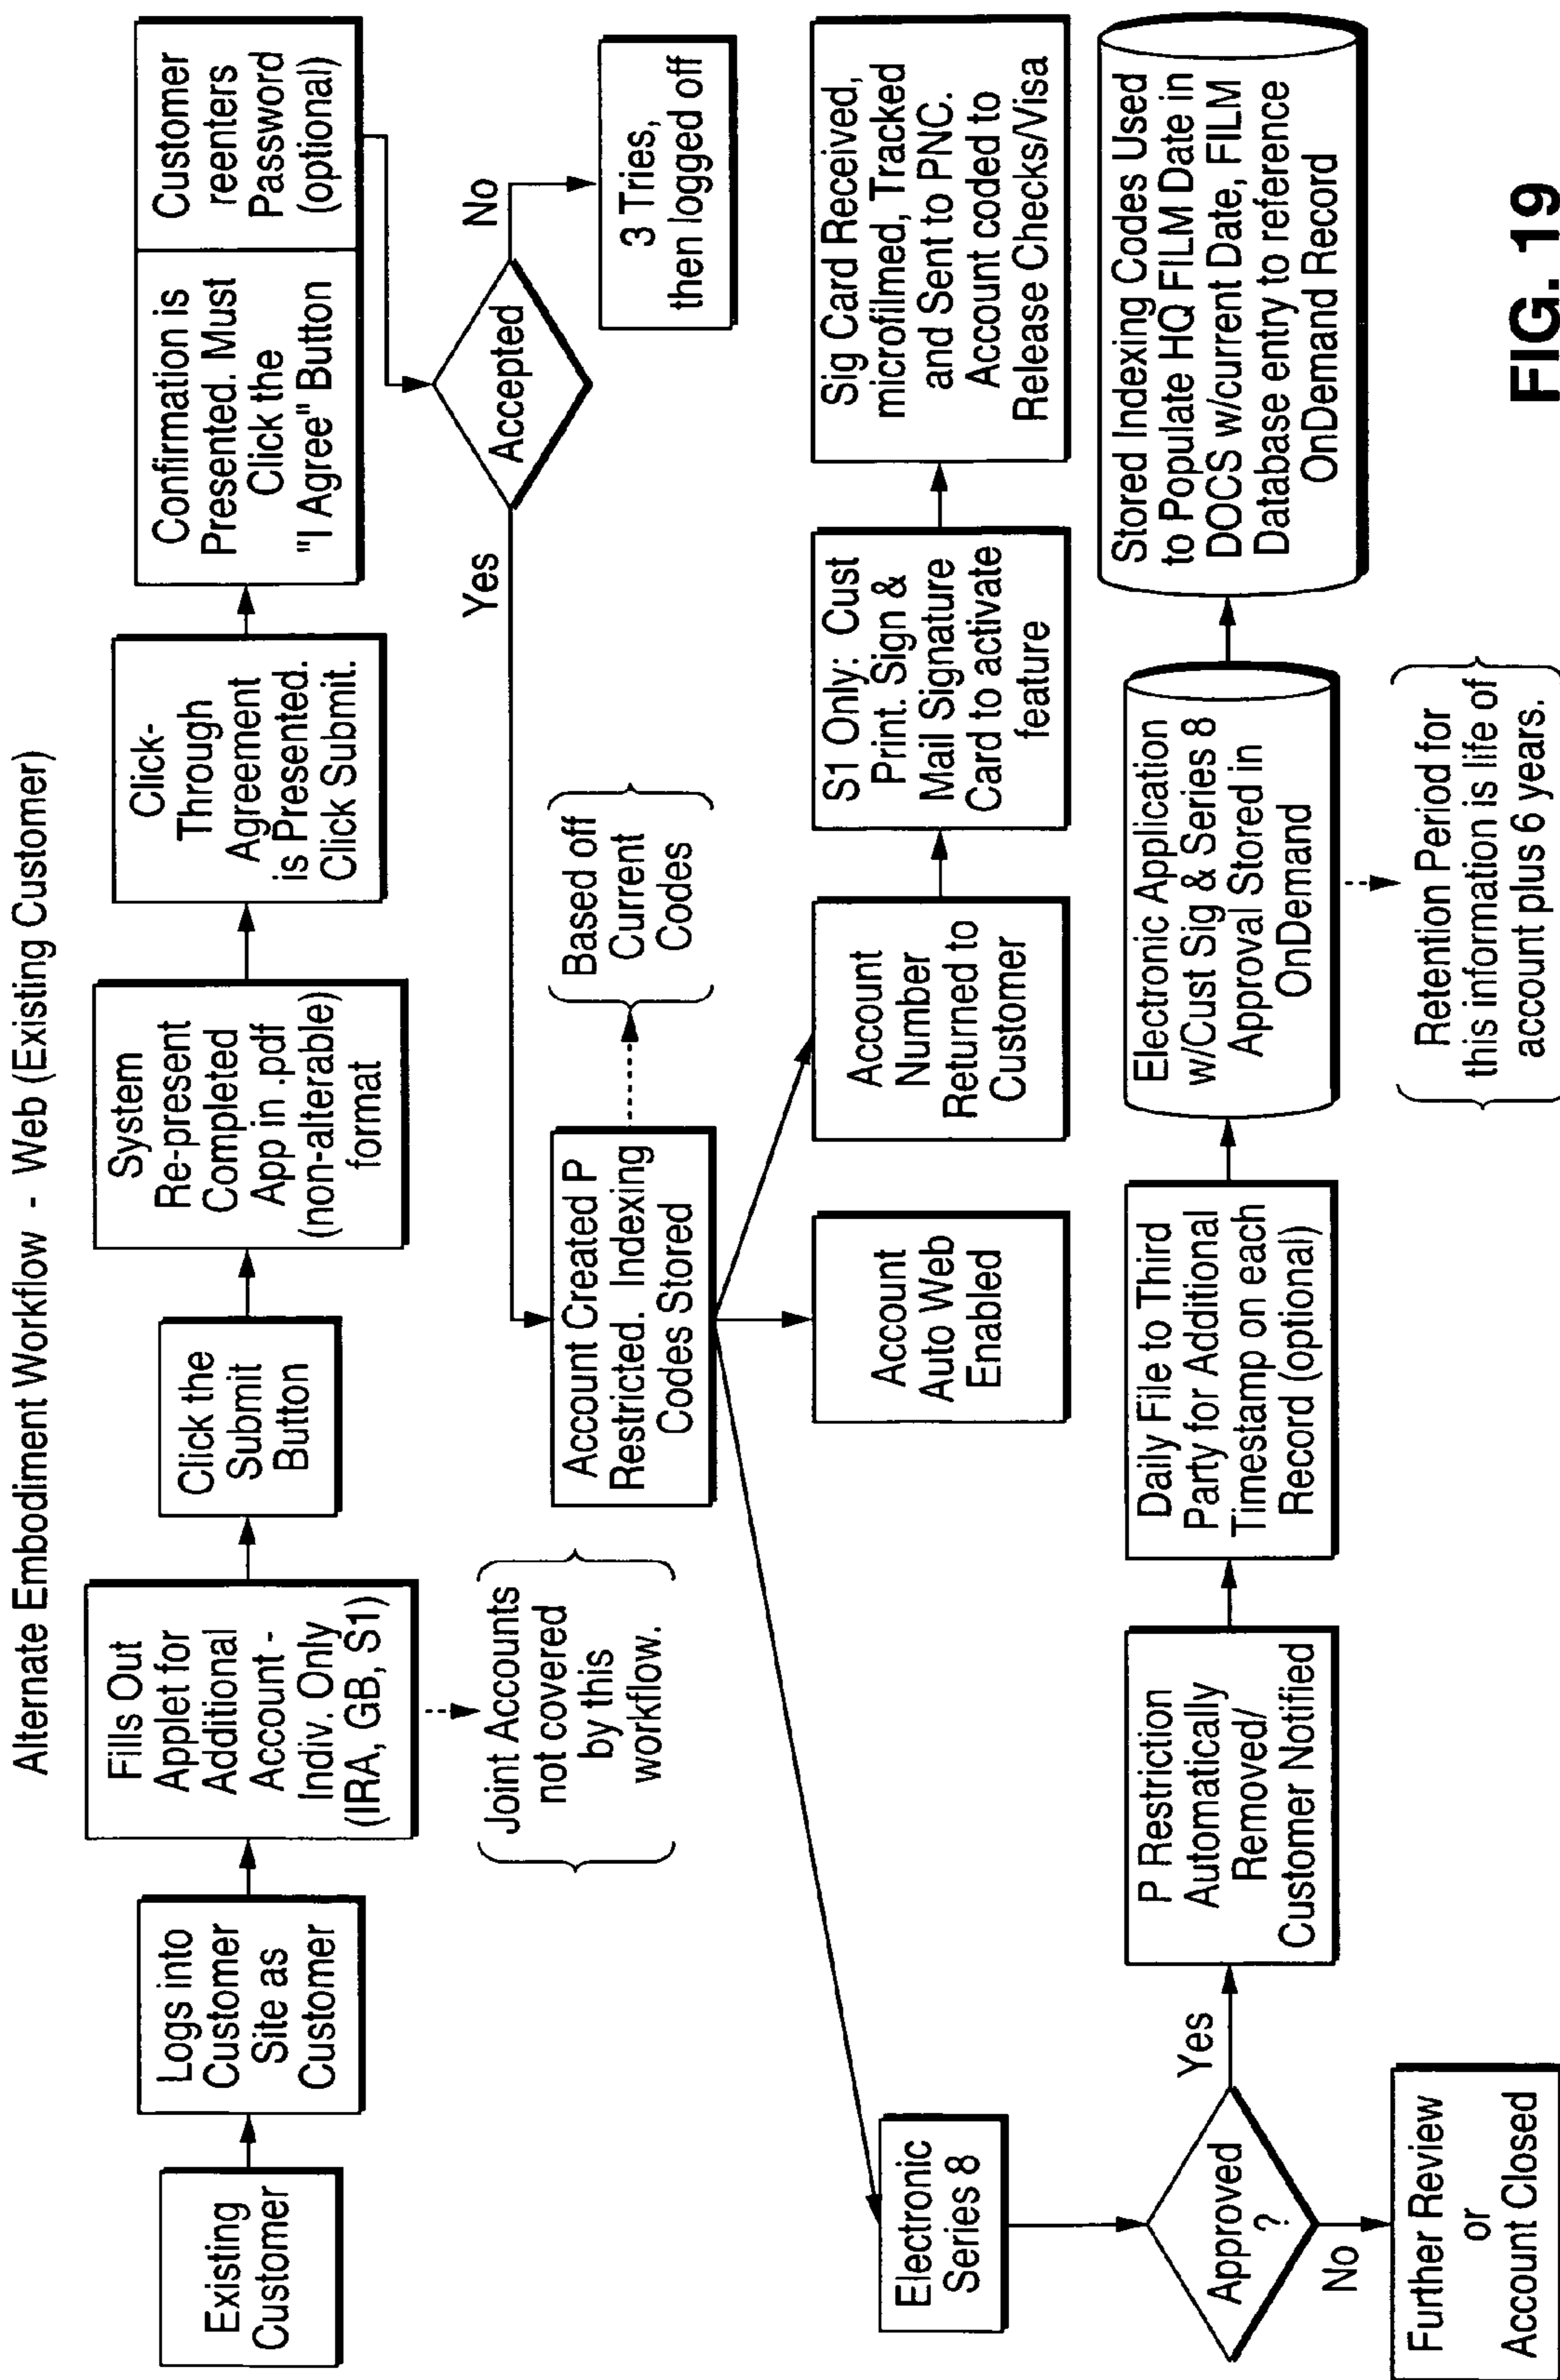 Alternate Embodiment Workflow - Web (Existing Customer)
Existing
Customer
Logs into
Customer
Site as
Customer
Fills Out
Applet for
Additional
Account -
Indiv. Only
(IRA, GB, S1)
Joint Accounts
not covered
by this
workflow.
Click the
Submit
Button
System
Re-present
Completed
App in .pdf
(non-alterable)
format
Click-
Through
Agreement
is Presented.
Click Submit.
Confirmation is
Presented. Must
Click the
"I Agree" Button
Customer
reenters
Password
(optional)
Accepted
No
3 Tries,
then logged off
Yes
Account Created P
Restricted. Indexing
Codes Stored
Based off
Current
Codes
Account
Auto Web
Enabled
Account
Number
Returned to
Customer
S1 Only: Cust
Print. Sign &
Mail Signature
Card to activate
feature
Sig Card Received,
microfilmed, Tracked
and Sent to PNC.
Account coded to
Release Checks/Visa
Electronic
Series 8
Approved
?
No
Further Review
or
Account Closed
Yes
P Restriction
Automatically
Removed/
Customer Notified
Daily File to Third
Party for Additional
Timestamp on each
Record (optional)
Electronic Application
w/Cust Sig & Series 8
Approval Stored in
OnDemand
Retention Period for
this information is life of
account plus 6 years.
Stored Indexing Codes Used
to Populate HQ FILM Date in
DOCS w/current Date, FILM
Database entry to reference
OnDemand Record
FIG. 19